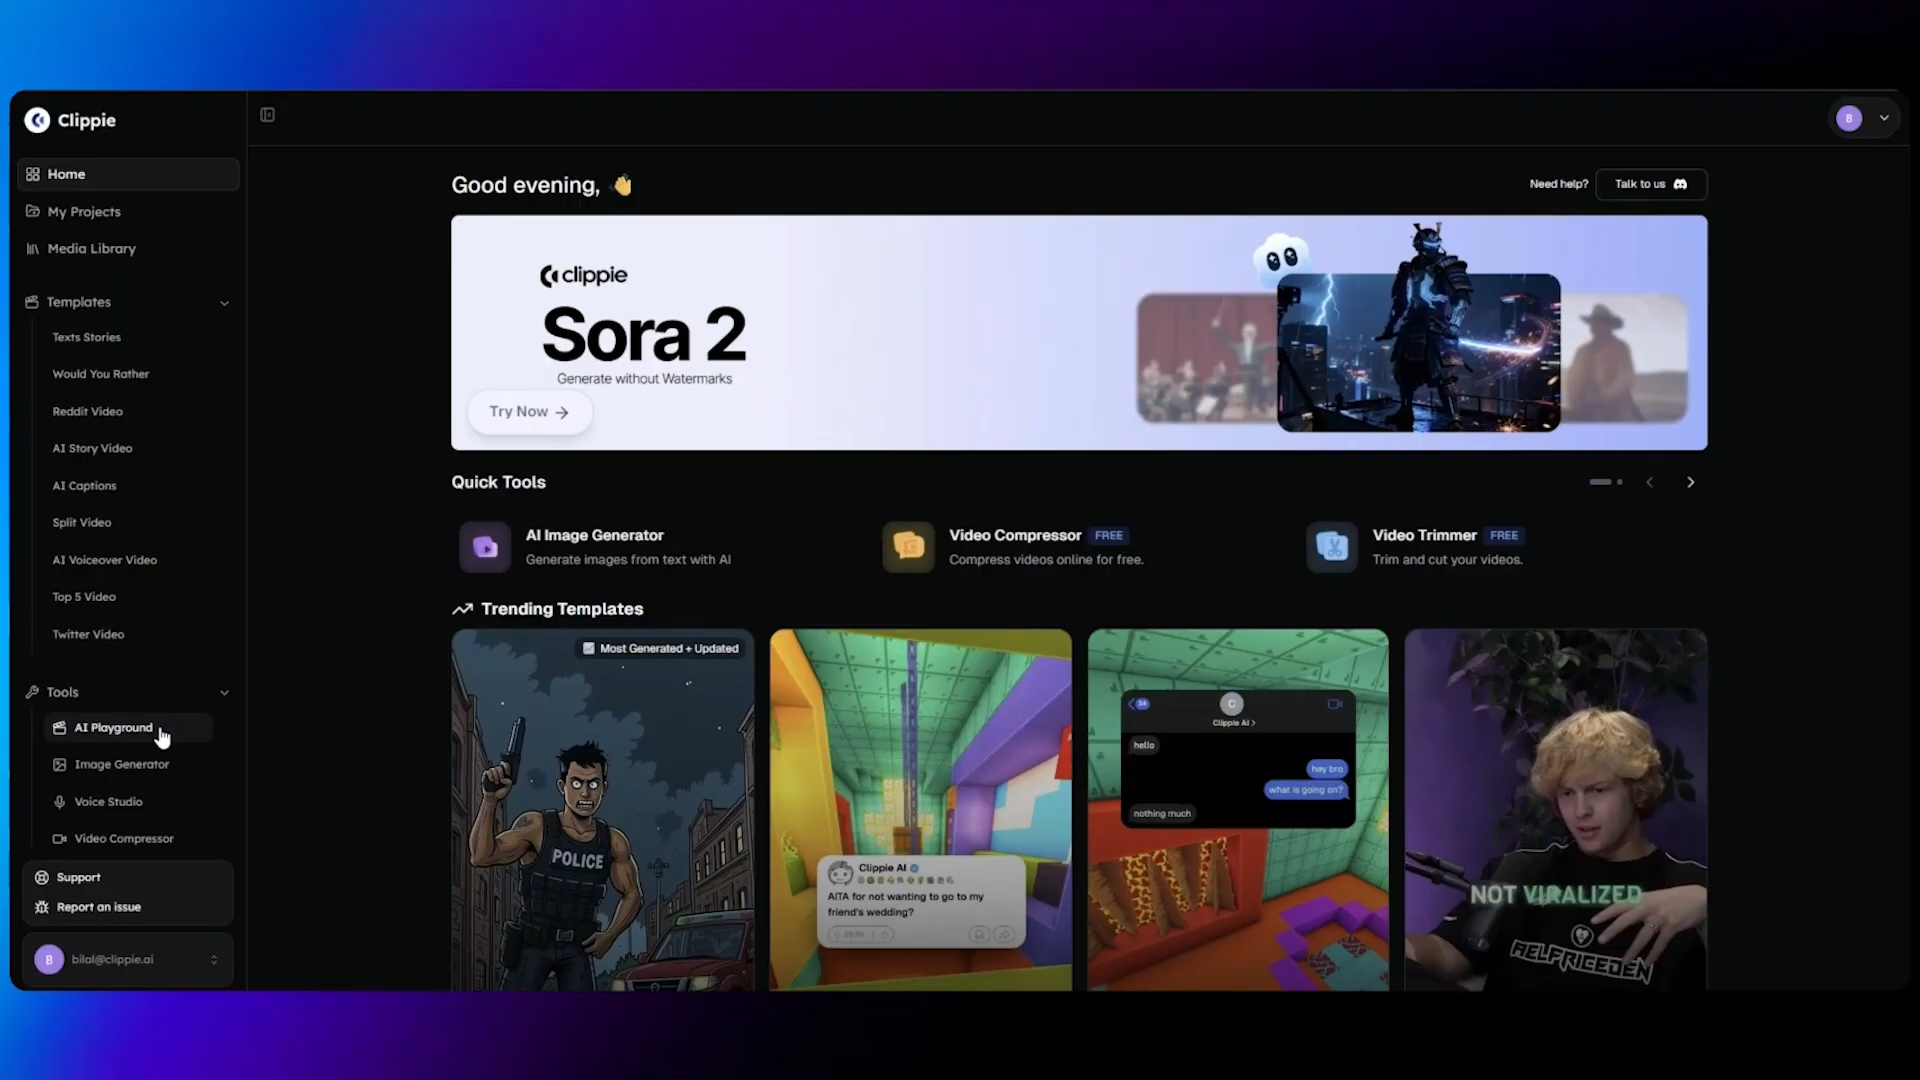 Clippie
Home
My Projects
Media Library
Templates
Texts Stories
Would You Rather
Reddit Video
AI Story Video
AI Captions
Split Video
AI Voiceover Video
Top 5 Video
Twitter Video
Tools
AI Playground
Image Generator
Voice Studio
Video Compressor
Support
Report an issue
B
bilal@clippie.ai
B
Good evening, 👋
Need help?
Talk to us
clippie
Sora 2
Generate without Watermarks
Try Now →
Quick Tools
AI Image Generator
Generate images from text with AI
Video Compressor FREE
Compress videos online for free.
Video Trimmer FREE
Trim and cut your videos.
Trending Templates
Most Generated + Updated
POLICE
Clippie AI
AITA for not wanting to go to my
friend's wedding?
C
Clippie AI >
hello
hey bro
what is going on?
nothing much
NOT VIRALIZED